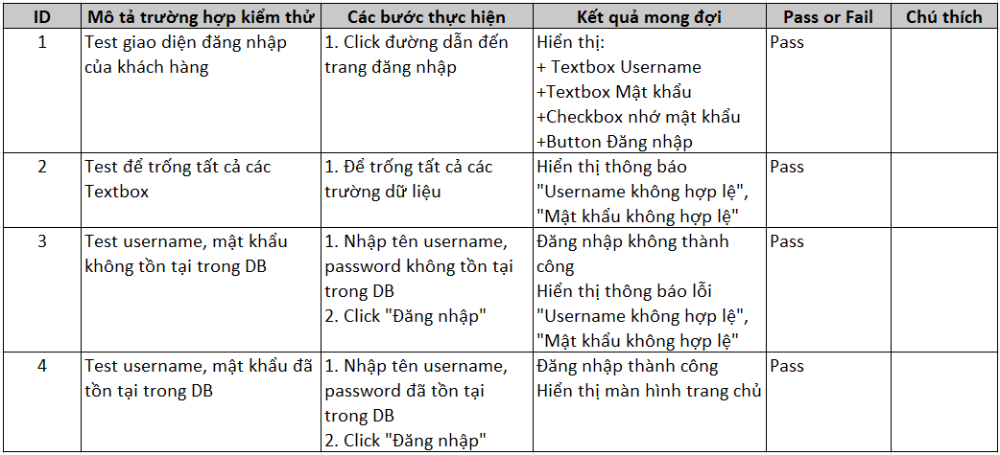 ID Mô tả trường hợp kiểm thử Các bước thực hiện Kết quả mong đợi Pass or Fail Chú thích
1
Test giao diện đăng nhập
của khách hàng
1. Click đường dẫn đến
trang đăng nhập
Hiển thị:
+ Textbox Username
+Textbox Mật khẩu
+Checkbox nhớ mật khẩu
+Button Đăng nhập
Pass
2
Test để trống tất cả các
Textbox
1. Để trống tất cả các
trường dữ liệu
Hiển thị thông báo
"Username không hợp lệ",
"Mật khẩu không hợp lệ"
Pass
3
Test username, mật khẩu
không tồn tại trong DB
1. Nhập tên username,
password không tồn tại
trong DB
2. Click "Đăng nhập"
Đăng nhập không thành
công
Hiển thị thông báo lỗi
"Username không hợp lệ",
"Mật khẩu không hợp lệ"
Pass
4
Test username, mật khẩu đã
tồn tại trong DB
1. Nhập tên username,
password đã tồn tại
trong DB
2. Click "Đăng nhập"
Đăng nhập thành công
Hiển thị màn hình trang chủ
Pass